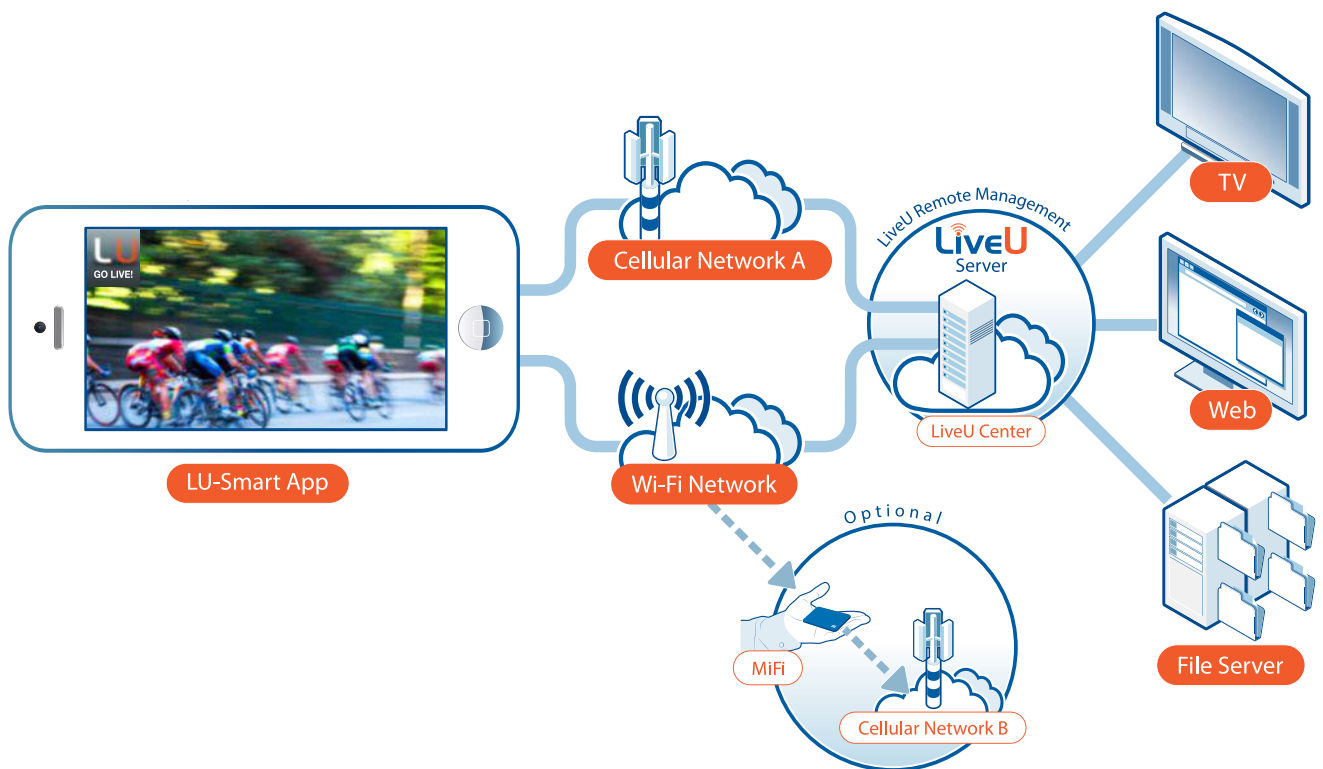 LU
GO LIVE!
LU-Smart App
Cellular Network A
Wi-Fi Network
LiveU Remote Management
LiveU
Server
LiveU Center
TV
Web
File Server
Optional
MiFi
Cellular Network B